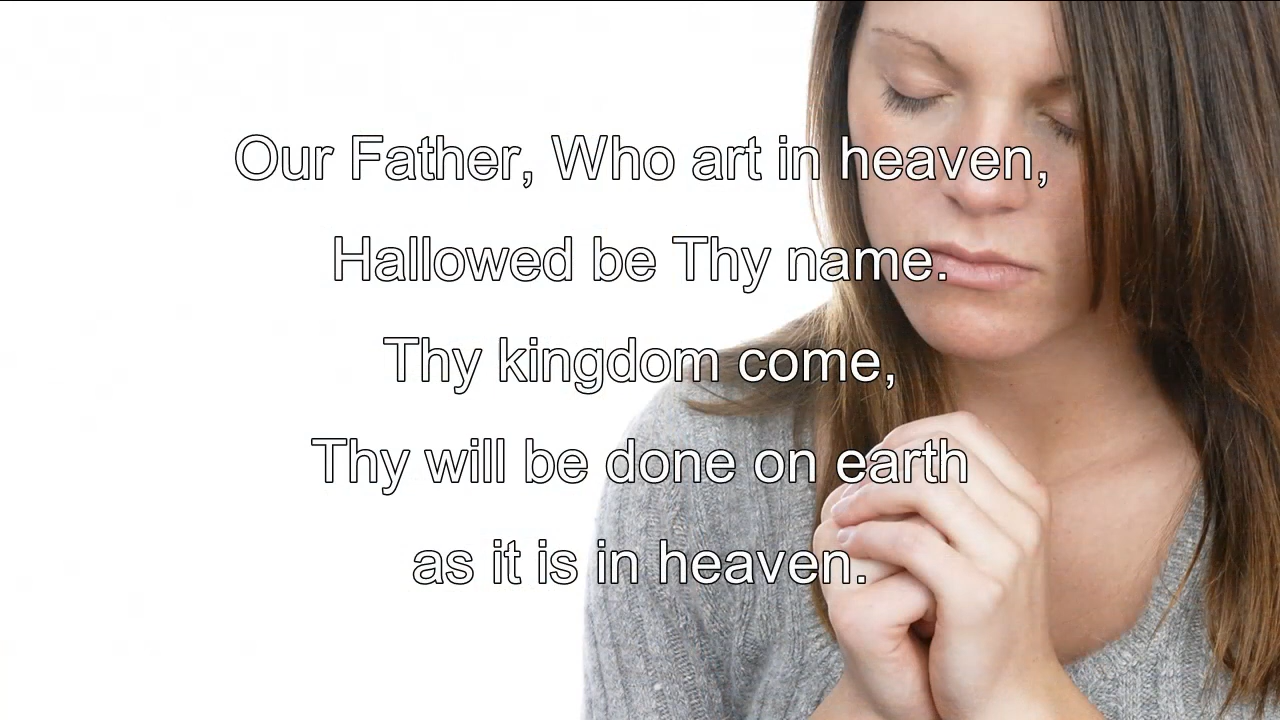 Our Father, Who art in heaven,
Hallowed be Thy name.
Thy kingdom come,
Thy will be done on earth
as it is in heaven.